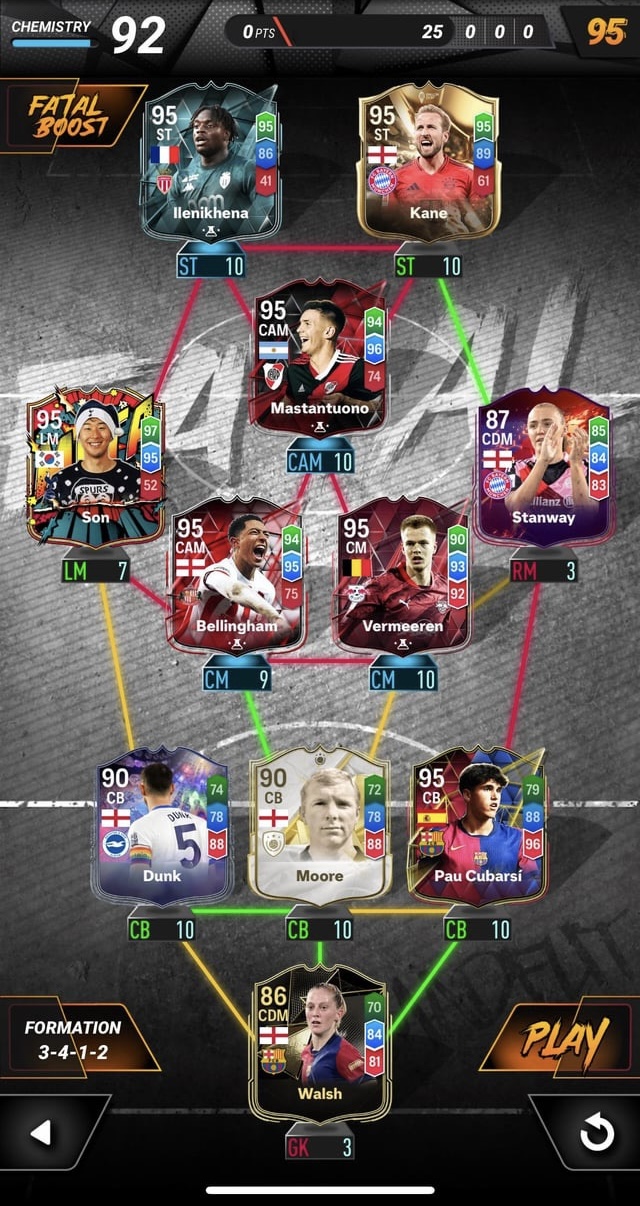 CHEMISTRY 92 0 PTS 25 0 0 0 95
FATAL
BOOST
95
ST
95
86
41
Ilenikhena
ST 10
95
ST
95
89
61
Kane
ST 10
95
CAM
94
96
74
Mastantuono
CAM 10
95
LM
97
95
52
SPURS
Son
LM 7
87
CDM
85
84
83
Allianz
Stanway
RM 3
95
CAM
94
95
75
Bellingham
CM 9
95
CM
90
93
92
Vermeeren
CM 10
90
CB
74
78
88
DUNK
5
Dunk
CB 10
90
CB
72
78
88
Moore
CB 10
95
CB
79
88
96
Pau Cubarsí
CB 10
86
CDM
70
84
81
Walsh
GK 3
FORMATION
3-4-1-2
PLAY